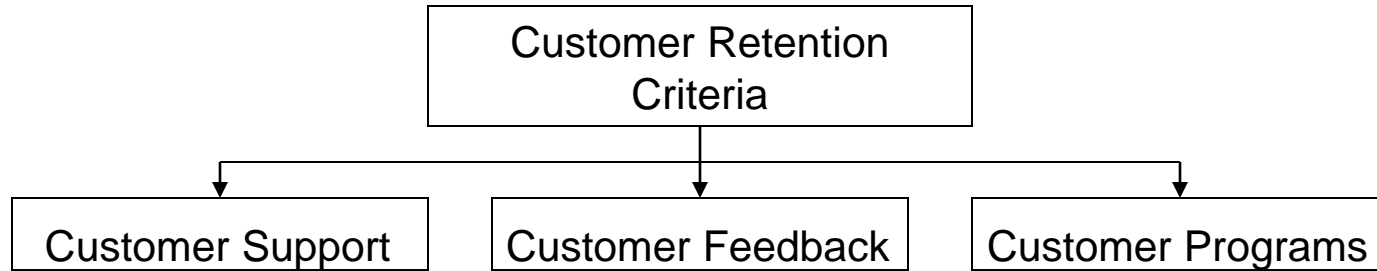 Customer Retention
Criteria
Customer Support
Customer Feedback
Customer Programs